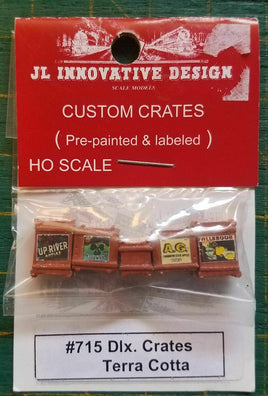 JL INNOVATIVE DESIGN
SCALE MODELS
CUSTOM CRATES
( Pre-painted & labeled )
HO SCALE
UP RIVER
A.G.
#715 Dlx. Crates
Terra Cotta